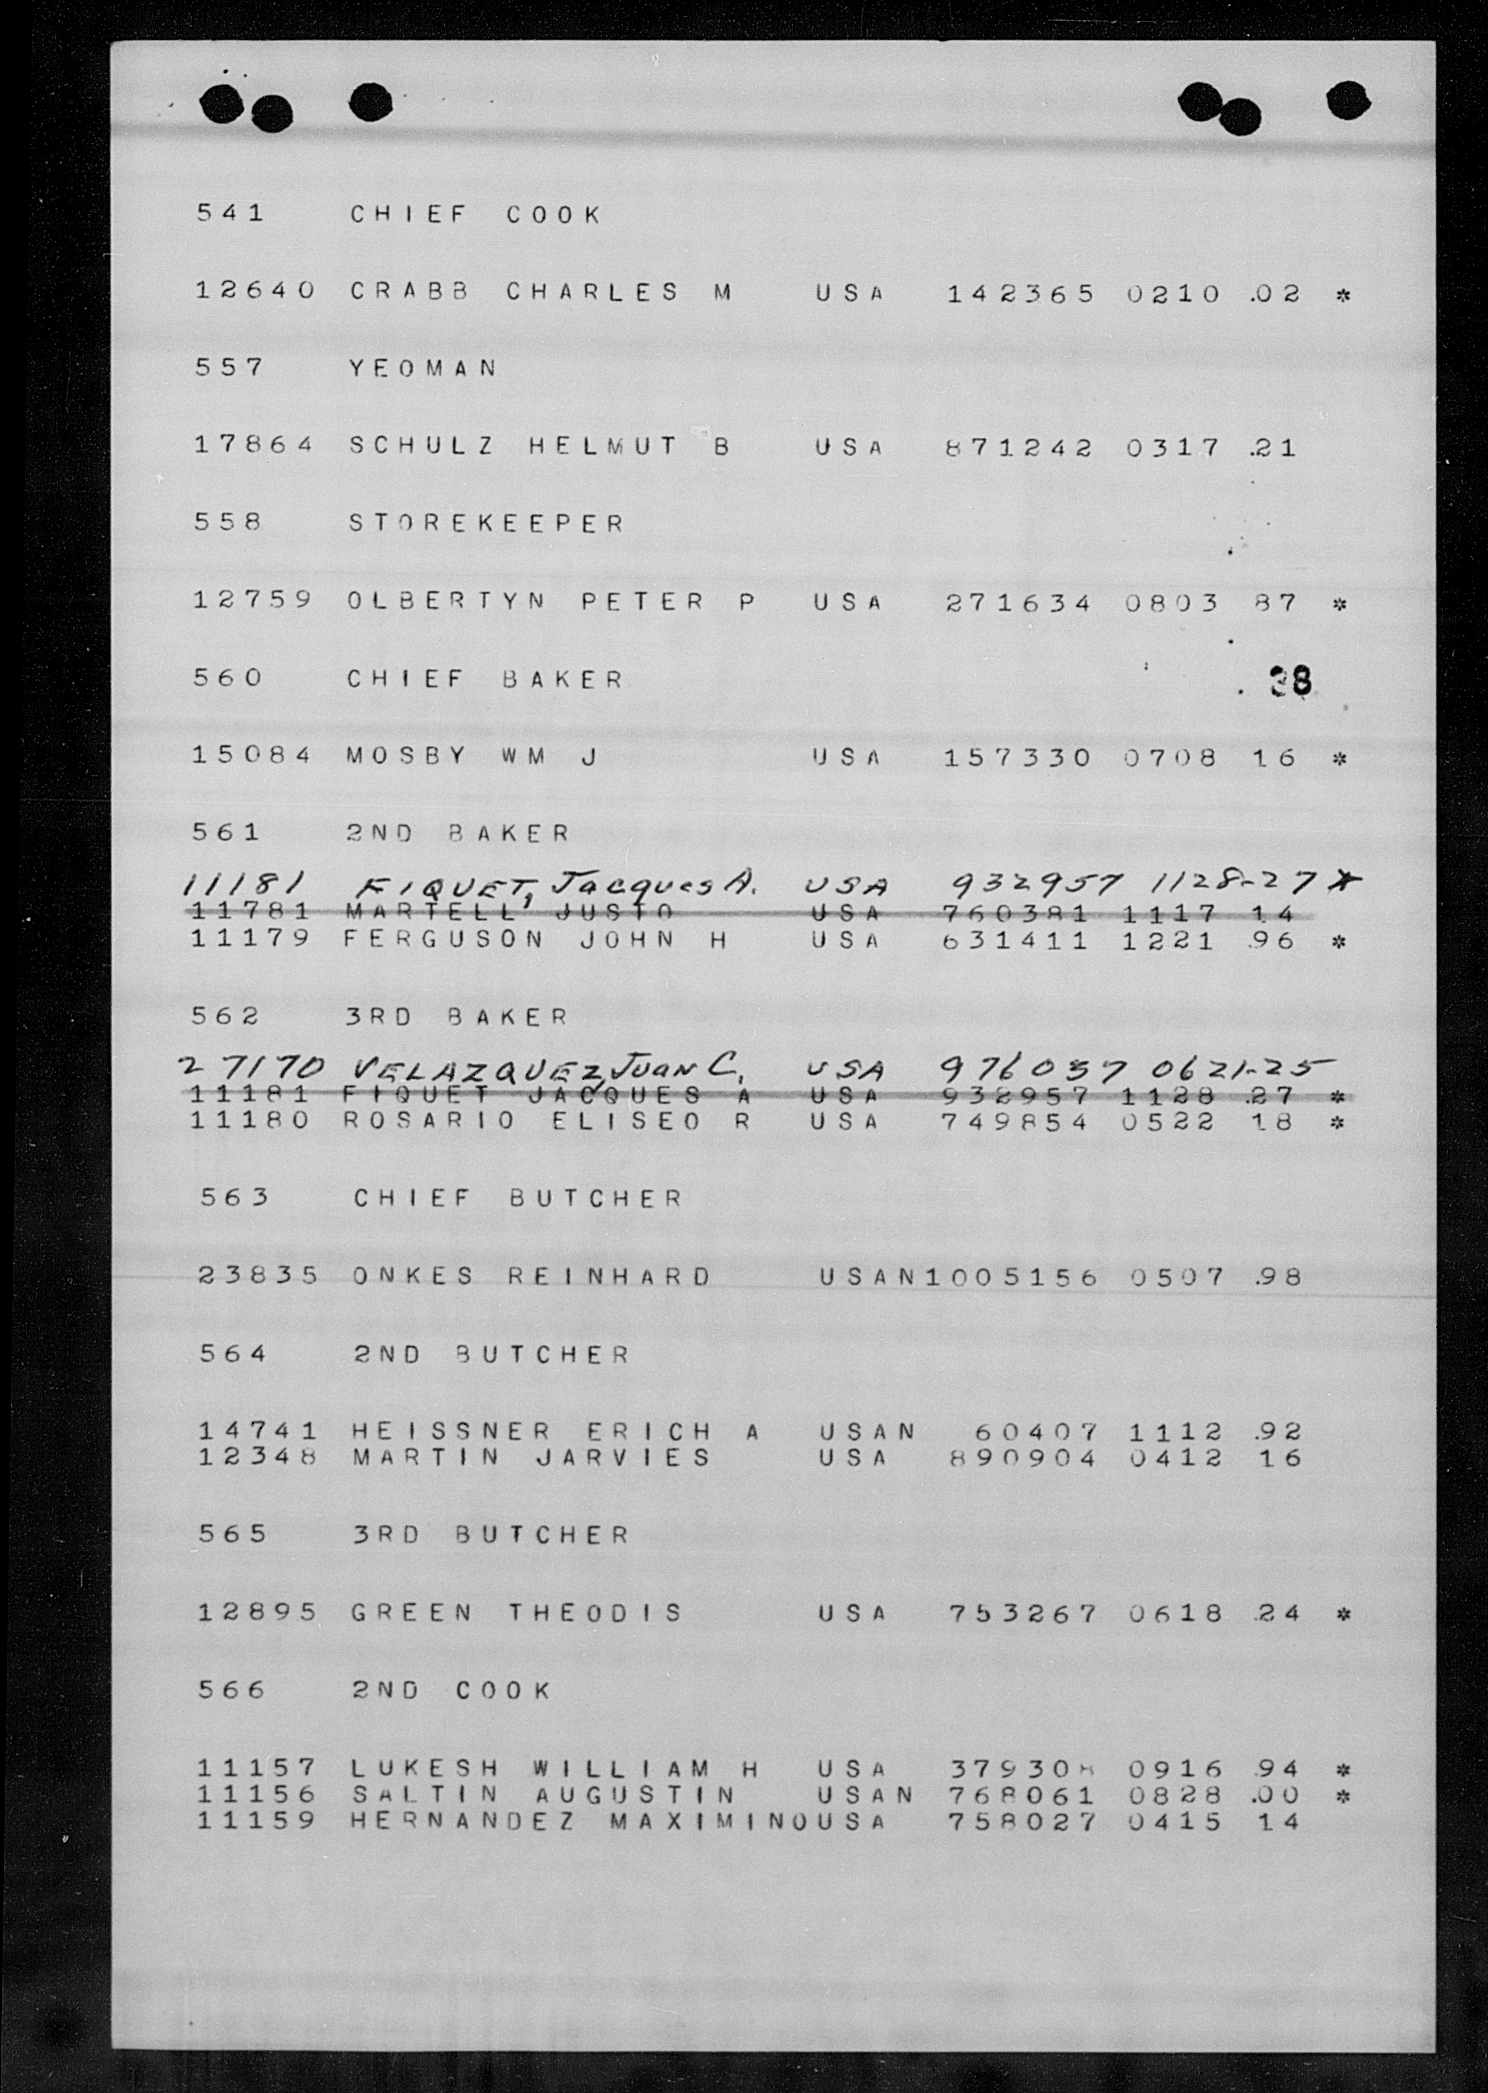 541 CHIEF COOK
12640 CRABB CHARLES M USA 142365 0210 .02 *
557 YEOMAN
17864 SCHULZ HELMUT B USA 871242 0317 .21
558 STOREKEEPER
12759 OLBERTYN PETER P USA 271634 0803 87 *
560 CHIEF BAKER . 38
15084 MOSBY WM J USA 157330 0708 16 *
561 2ND BAKER
11181 FIQUET, Jacques A. USA 932957 1128-27 *
11781 MARTELL JUSTO USA 760381 1117 14
11179 FERGUSON JOHN H USA 631411 1221 .96 *
562 3RD BAKER
27170 VELAZQUEZ, Juan C. USA 976037 0621-25
11181 FIQUET JACQUES A USA 932957 1128 .27 *
11180 ROSARIO ELISEO R USA 749854 0522 18 *
563 CHIEF BUTCHER
23835 ONKES REINHARD USAN1005156 0507 .98
564 2ND BUTCHER
14741 HEISSNER ERICH A USAN 60407 1112 .92
12348 MARTIN JARVIES USA 890904 0412 16
565 3RD BUTCHER
12895 GREEN THEODIS USA 753267 0618 .24 *
566 2ND COOK
11157 LUKESH WILLIAM H USA 379308 0916 94 *
11156 SALTIN AUGUSTIN USAN 768061 0828 .00 *
11159 HERNANDEZ MAXIMINOUSA 758027 0415 14